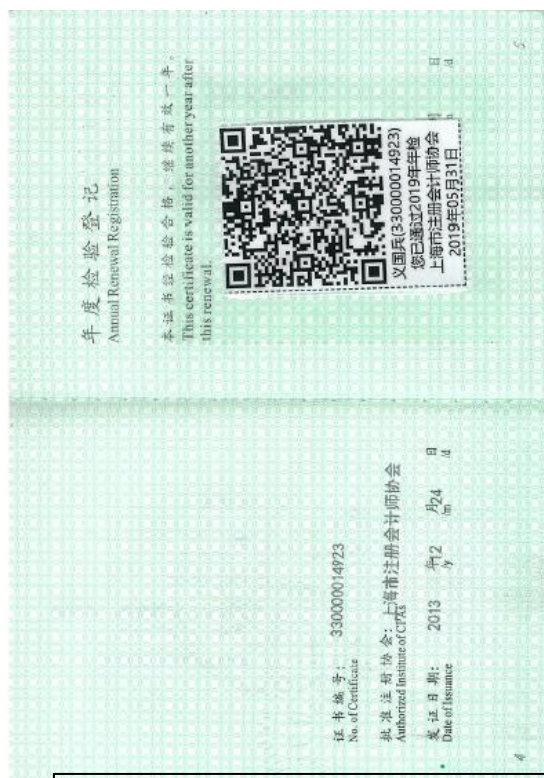 年度检验登记
Annual Renewal Registration
本证书经检验合格，继续有效一年。
This certificate is valid for another year after
this renewal.
义国兵(330000014923)
您已通过2019年年检
上海市注册会计师协会
2019年05月31日
日
/d
5
证书编号：
330000014923
No. of Certificate
批准注册协会：上海市注册会计师协会
Authorized Institute of CPAs
发证日期：
2013 年12 月24 日
Date of Issuance
/y /m /d
4